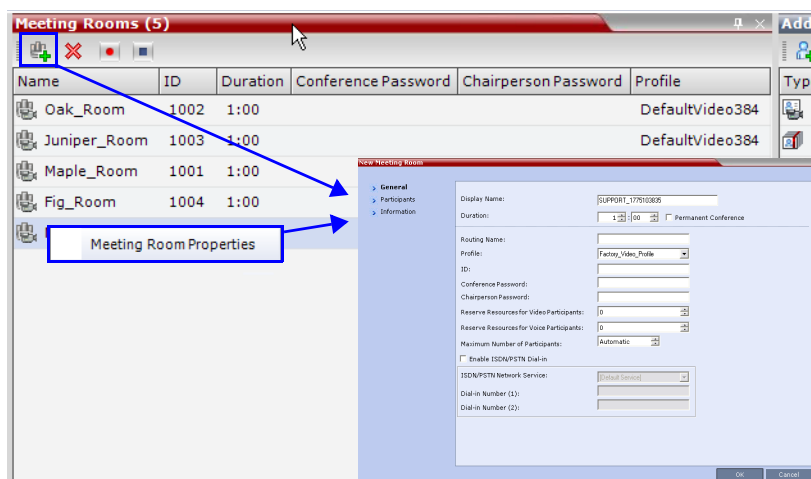 Meeting Rooms (5)
Add
Name ID Duration Conference Password Chairperson Password Profile
Typ
Oak_Room 1002 1:00 DefaultVideo384
Juniper_Room 1003 1:00 DefaultVideo384
Maple_Room 1001 1:00
Fig_Room 1004 1:00
Meeting Room Properties
New Meeting Room
General
Participants
Information
Display Name: SUPPORT_1775103835
Duration: 1 : 00 Permanent Conference
Routing Name:
Profile: Factory_Video_Profile
ID:
Conference Password:
Chairperson Password:
Reserve Resources for Video Participants: 0
Reserve Resources for Voice Participants: 0
Maximum Number of Participants: Automatic
Enable ISDN/PSTN Dial-in
ISDN/PSTN Network Service: [Default Service]
Dial-in Number (1):
Dial-in Number (2):
OK Cancel